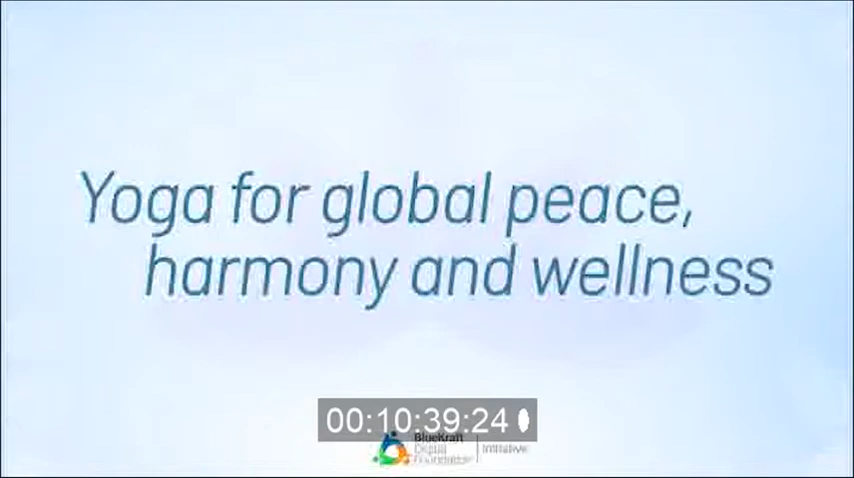 Yoga for global peace,
harmony and wellness
00:10:39:24
BlueKraft
Digital
Foundation
Initiative